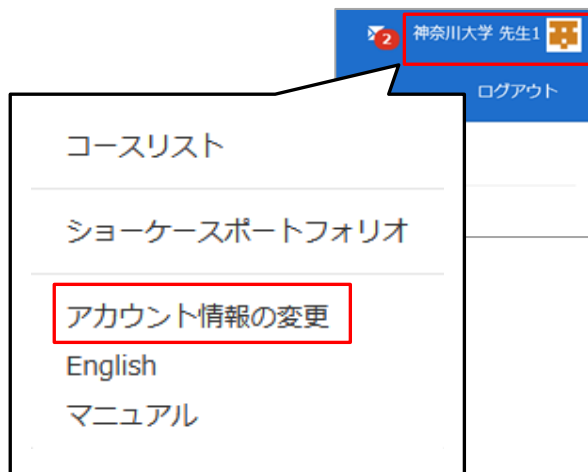 2
神奈川大学 先生1
ログアウト
コースリスト
ショーケースポートフォリオ
アカウント情報の変更
English
マニュアル